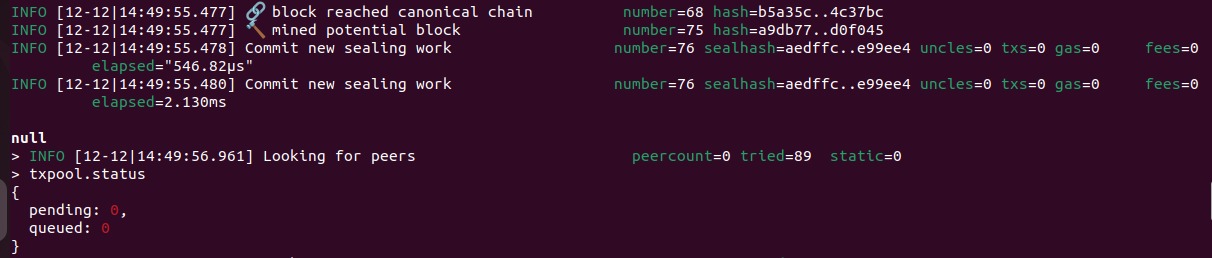 INFO [12-12|14:49:55.477] 🔗 block reached canonical chain number=68 hash=b5a35c..4c37bc
INFO [12-12|14:49:55.477] 🔨 mined potential block number=75 hash=a9db77..d0f045
INFO [12-12|14:49:55.478] Commit new sealing work number=76 sealhash=aedffc..e99ee4 uncles=0 txs=0 gas=0 fees=0
elapsed="546.82µs"
INFO [12-12|14:49:55.480] Commit new sealing work number=76 sealhash=aedffc..e99ee4 uncles=0 txs=0 gas=0 fees=0
elapsed=2.130ms
null
> INFO [12-12|14:49:56.961] Looking for peers peercount=0 tried=89 static=0
> txpool.status
{
pending: 0,
queued: 0
}